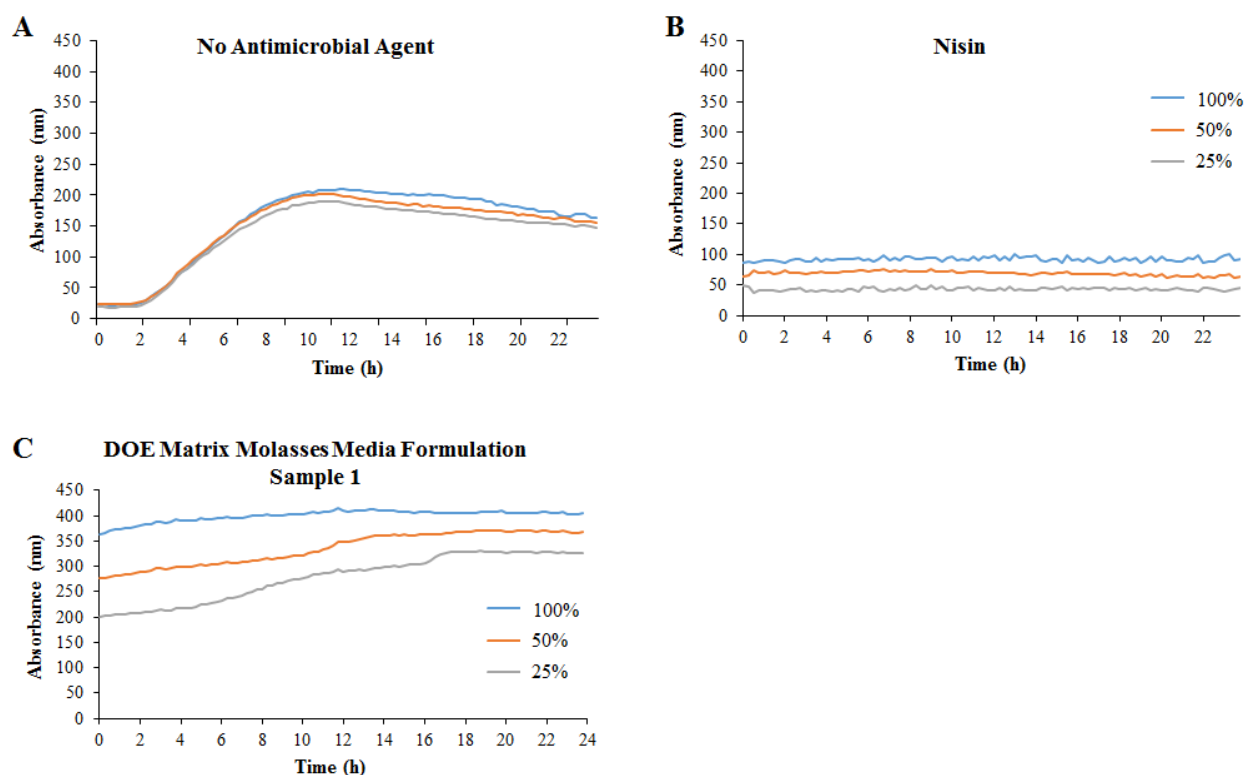 A
No Antimicrobial Agent
450
400
350
300
250
200
150
100
50
0
Absorbance (nm)
0 2 4 6 8 10 12 14 16 18 20 22
Time (h)
B
Nisin
450
400
350
300
250
200
150
100
50
0
Absorbance (nm)
0 2 4 6 8 10 12 14 16 18 20 22
Time (h)
100%
50%
25%
C
DOE Matrix Molasses Media Formulation
Sample 1
450
400
350
300
250
200
150
100
50
0
Absorbance (nm)
0 2 4 6 8 10 12 14 16 18 20 22 24
Time (h)
100%
50%
25%